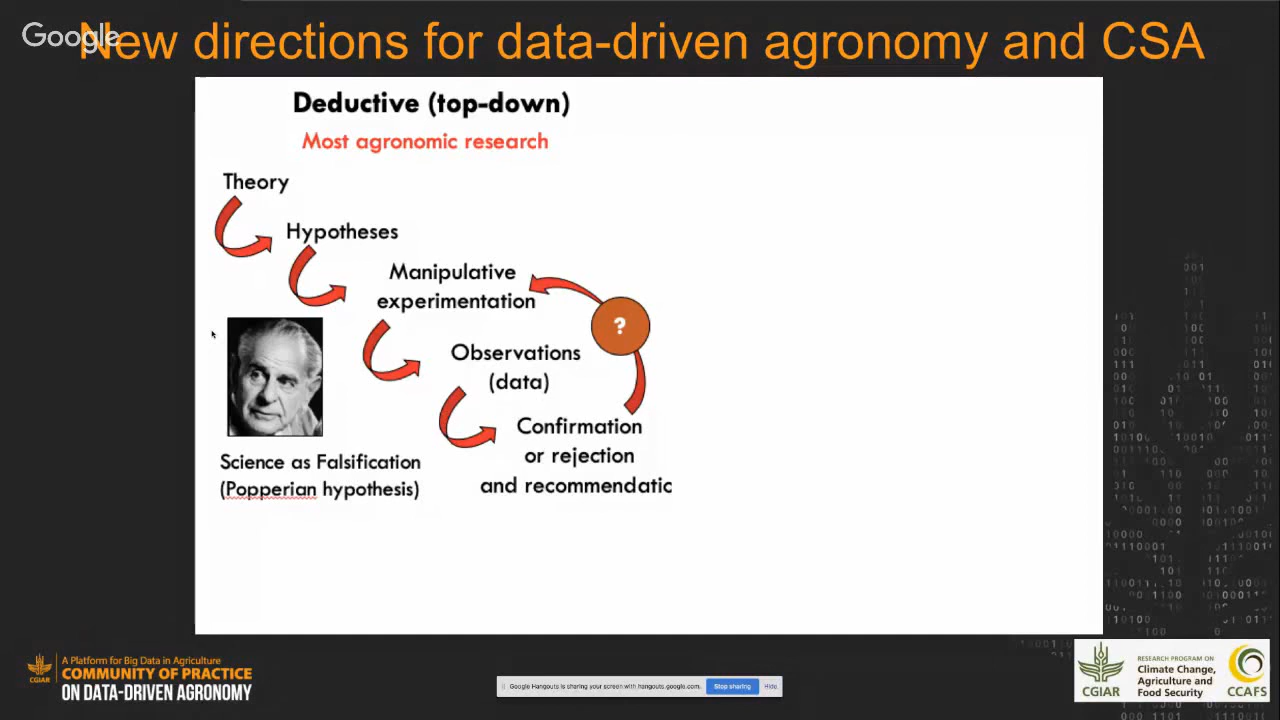 Google
New directions for data-driven agronomy and CSA
Deductive (top-down)
Most agronomic research
Theory
Hypotheses
Manipulative
experimentation
?
Observations
(data)
Confirmation
or rejection
and recommendatic
Science as Falsification
(Popperian hypothesis)
CGIAR
A Platform for Big Data in Agriculture
COMMUNITY OF PRACTICE
ON DATA-DRIVEN AGRONOMY
Google Hangouts is sharing your screen with hangouts.google.com.
Stop sharing
Hide
CGIAR
RESEARCH PROGRAM ON
Climate Change,
Agriculture and
Food Security
CCAFS